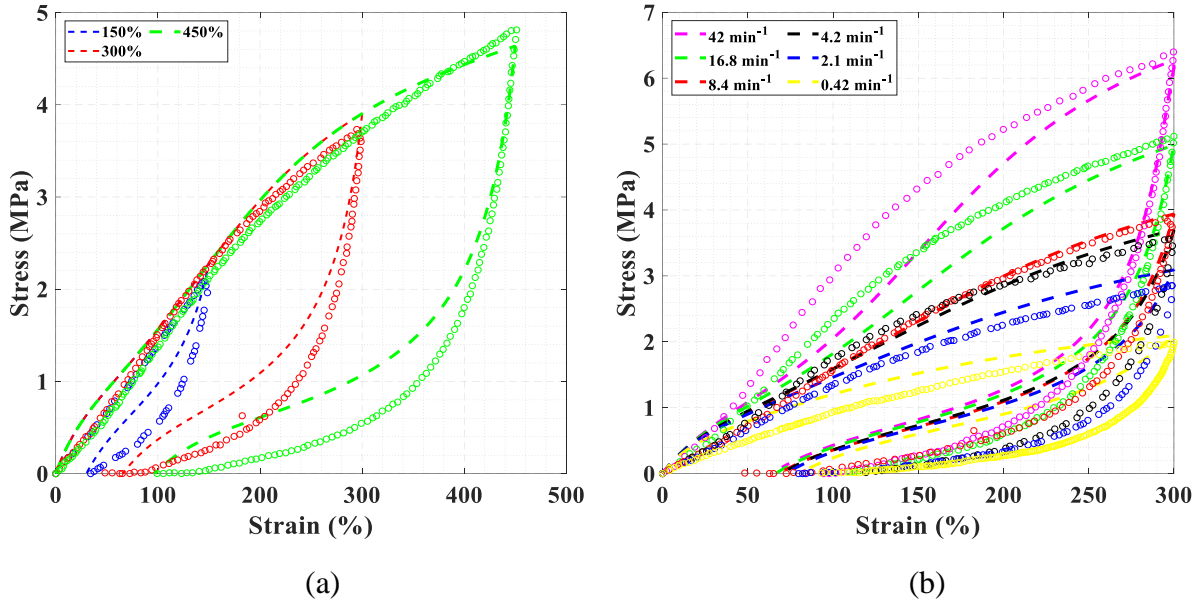 150%
450%
300%
5
4
3
2
1
0
0
100
200
300
400
500
Stress (MPa)
Strain (%)
(a)
42 min⁻¹
4.2 min⁻¹
16.8 min⁻¹
2.1 min⁻¹
8.4 min⁻¹
0.42 min⁻¹
7
6
5
4
3
2
1
0
0
50
100
150
200
250
300
Stress (MPa)
Strain (%)
(b)